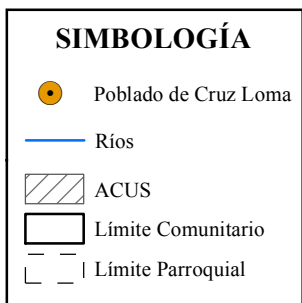 SIMBOLOGÍA
Poblado de Cruz Loma
Ríos
ACUS
Límite Comunitario
Límite Parroquial